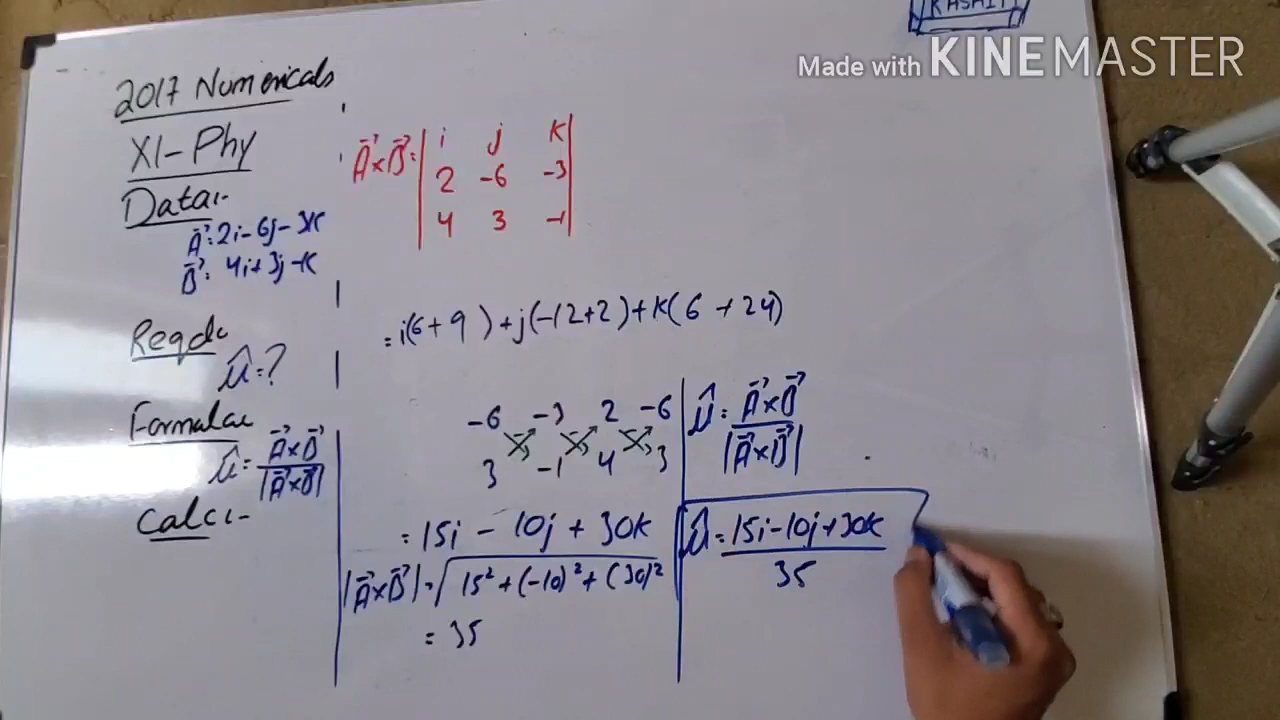 KASHIF
Made with KINEMASTER
2017 Numericals
XI-Phy
Data:-
A⃗ = 2i - 6j - 3K
B⃗ = 4i + 3j - K
Reqd:
û = ?
Formulae
û = A⃗×B⃗ / |A⃗×B⃗|
Calc:-
A⃗×B⃗ = | i j K |
| 2 -6 -3 |
| 4 3 -1 |
= i(6+9) + j(-12+2) + K(6 + 24)
-6 -3 2 -6
3 -1 4 3
= 15i - 10j + 30k
|A⃗×B⃗| = √15² + (-10)² + (30)²
= 35
û = A⃗×B⃗ / |A⃗×B⃗|
û = 15i - 10j + 30k / 35